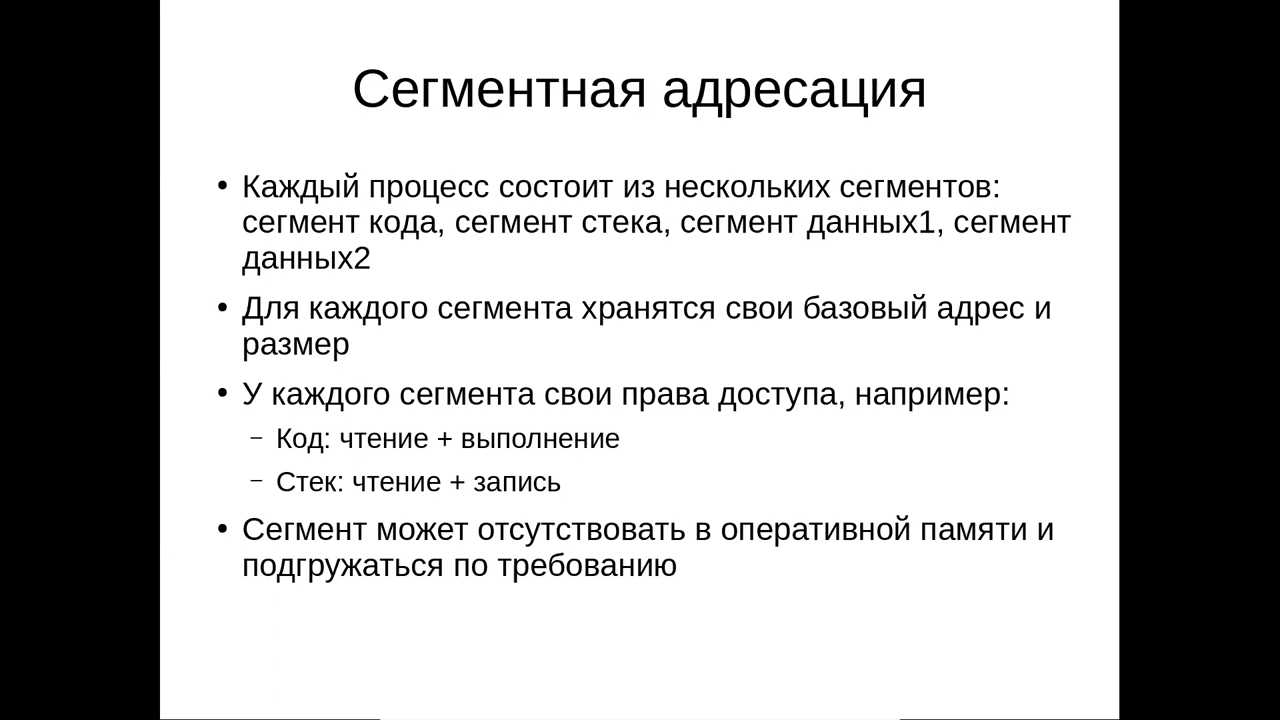 Сегментная адресация
• Каждый процесс состоит из нескольких сегментов:
сегмент кода, сегмент стека, сегмент данных1, сегмент
данных2
• Для каждого сегмента хранятся свои базовый адрес и
размер
• У каждого сегмента свои права доступа, например:
– Код: чтение + выполнение
– Стек: чтение + запись
• Сегмент может отсутствовать в оперативной памяти и
подгружаться по требованию